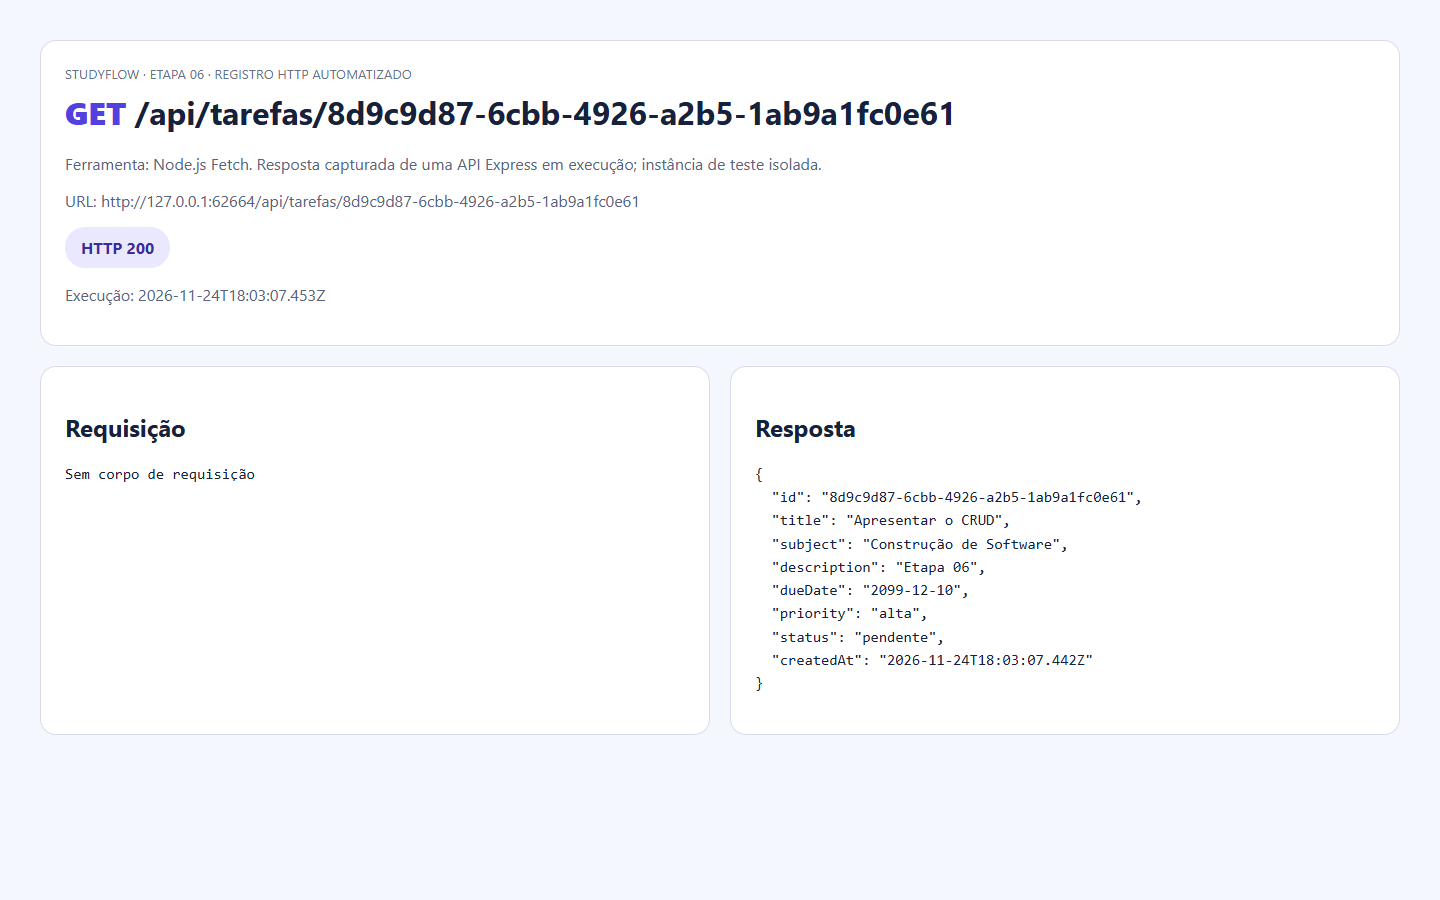 STUDYFLOW · ETAPA 06 · REGISTRO HTTP AUTOMATIZADO
GET /api/tarefas/8d9c9d87-6cbb-4926-a2b5-1ab9a1fc0e61
Ferramenta: Node.js Fetch. Resposta capturada de uma API Express em execução; instância de teste isolada.
URL: http://127.0.0.1:62664/api/tarefas/8d9c9d87-6cbb-4926-a2b5-1ab9a1fc0e61
HTTP 200
Execução: 2026-11-24T18:03:07.453Z
Requisição
Sem corpo de requisição
Resposta
{
  "id": "8d9c9d87-6cbb-4926-a2b5-1ab9a1fc0e61",
  "title": "Apresentar o CRUD",
  "subject": "Construção de Software",
  "description": "Etapa 06",
  "dueDate": "2099-12-10",
  "priority": "alta",
  "status": "pendente",
  "createdAt": "2026-11-24T18:03:07.442Z"
}